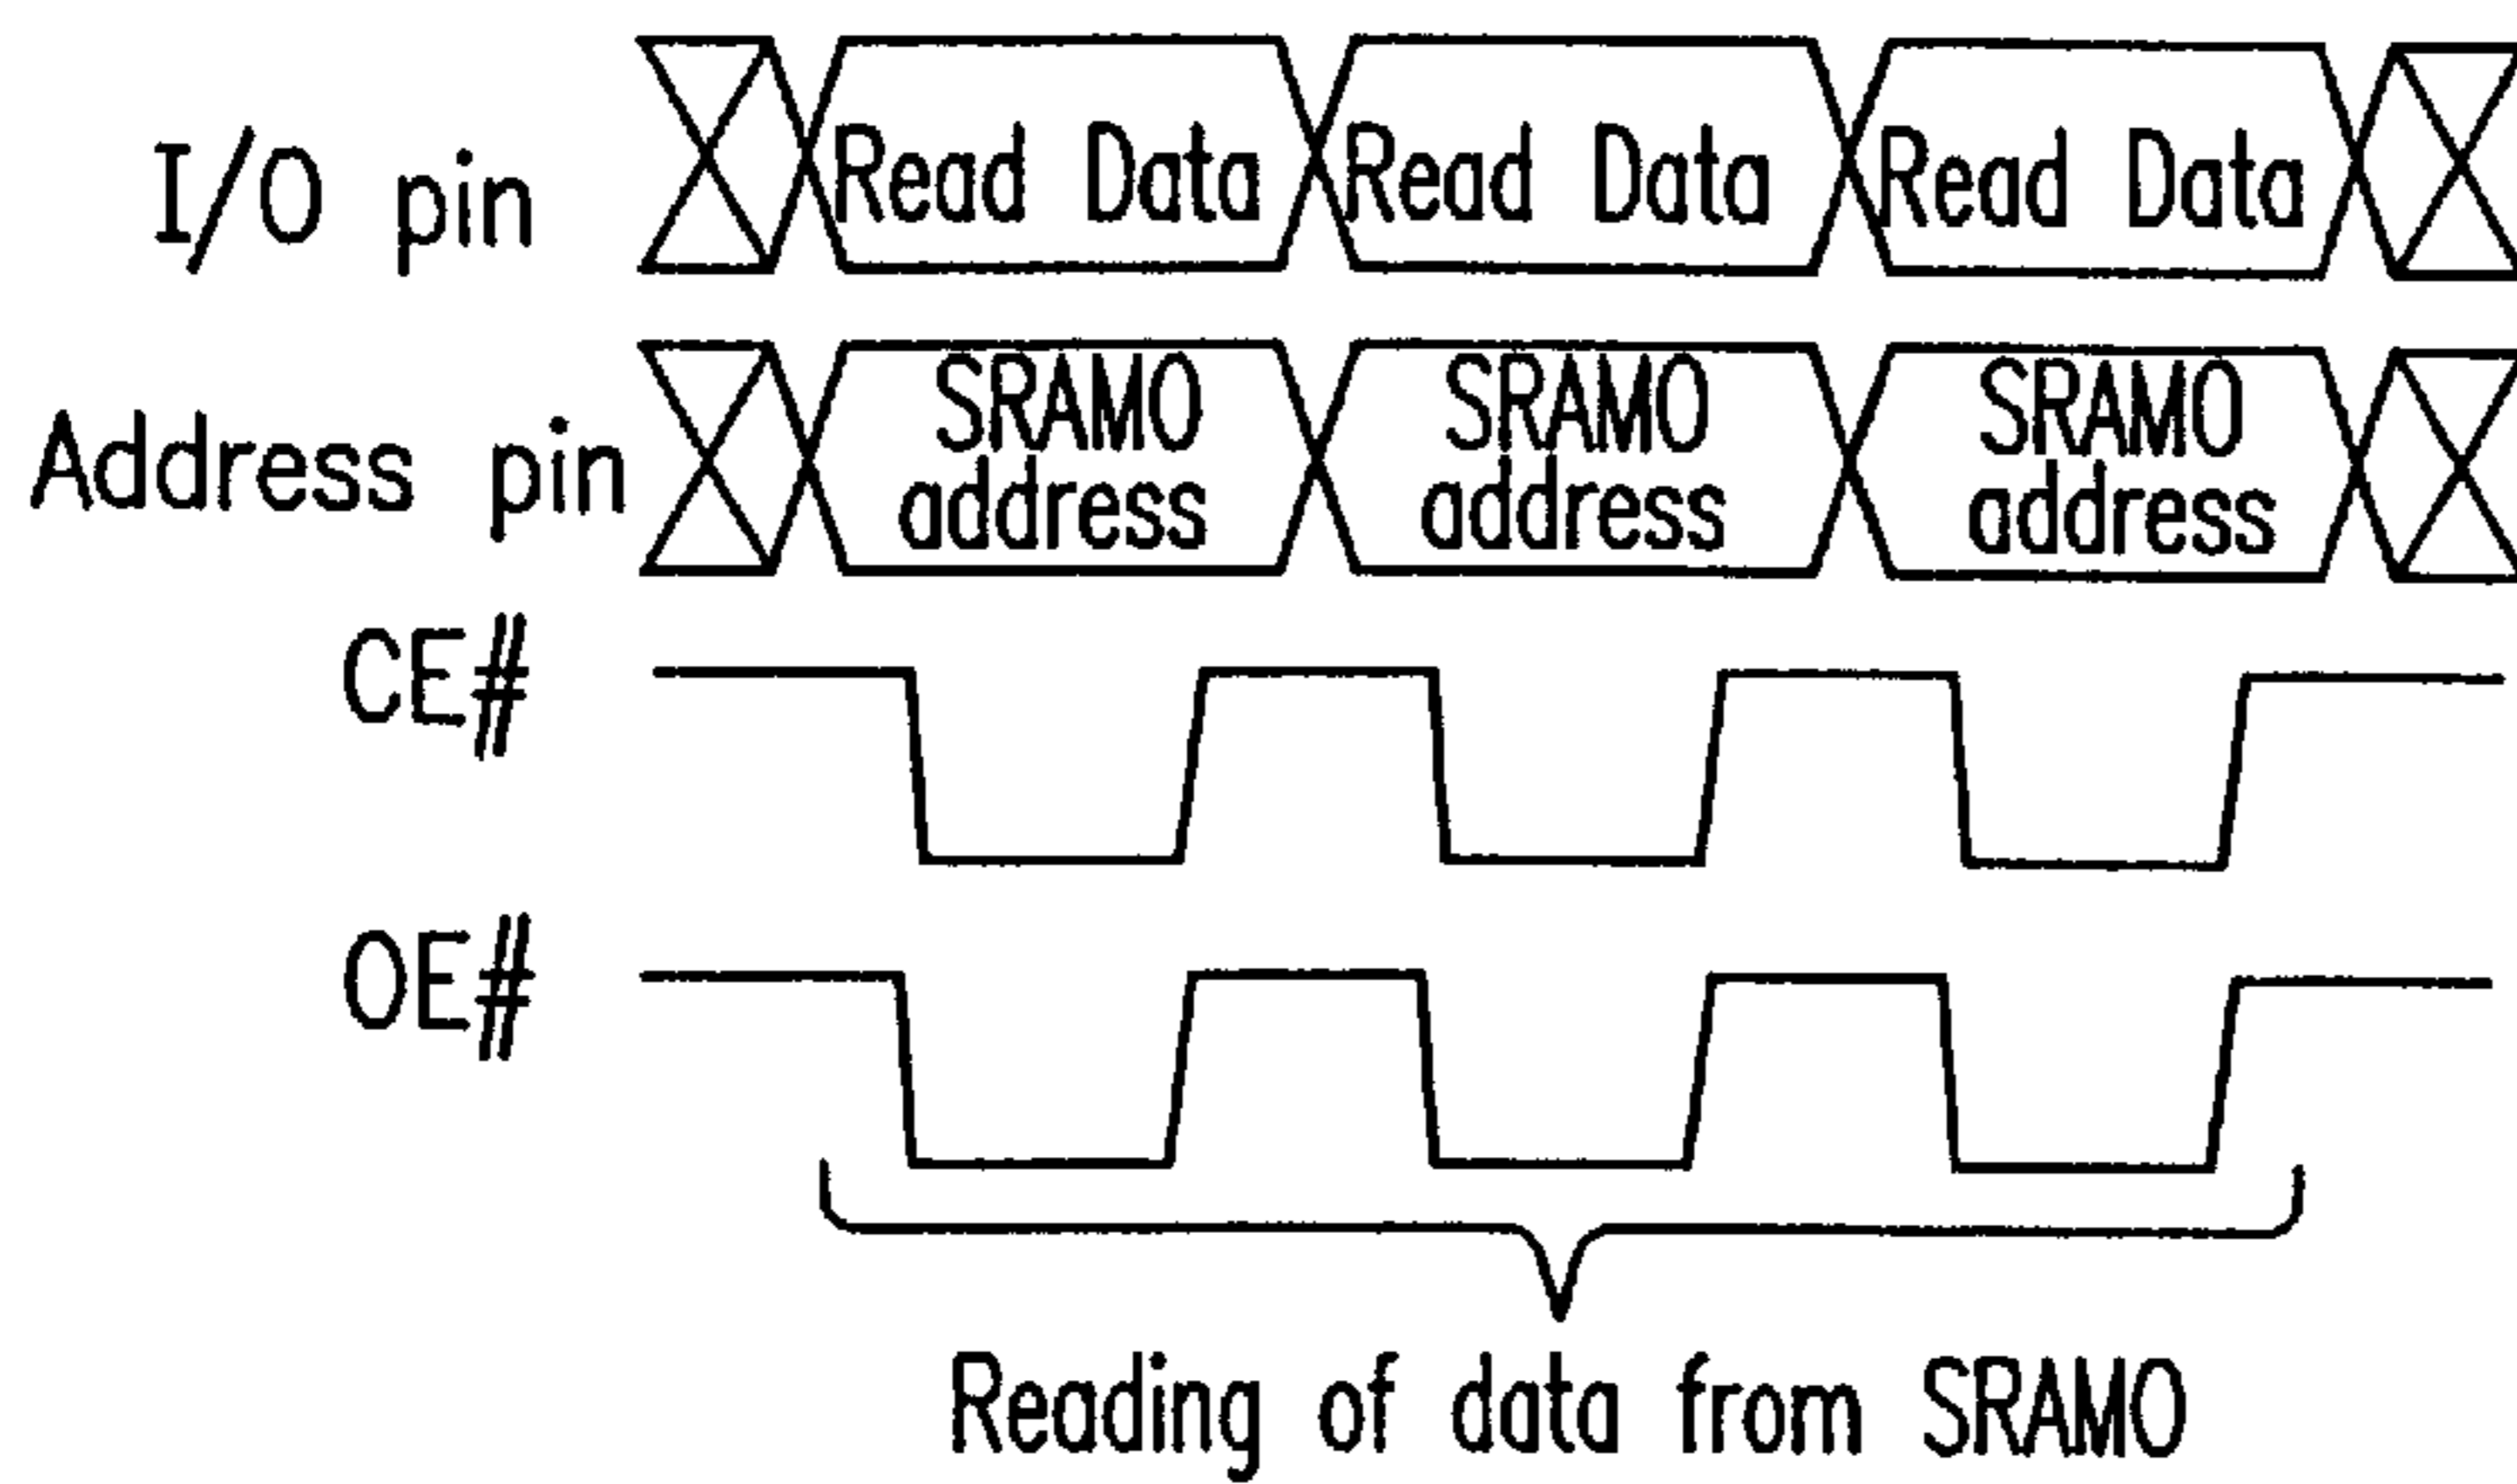 I/O pin
Read Data Read Data Read Data
Address pin
SRAM0 SRAM0 SRAM0
address address address
CE#
OE#
Reading of data from SRAM0